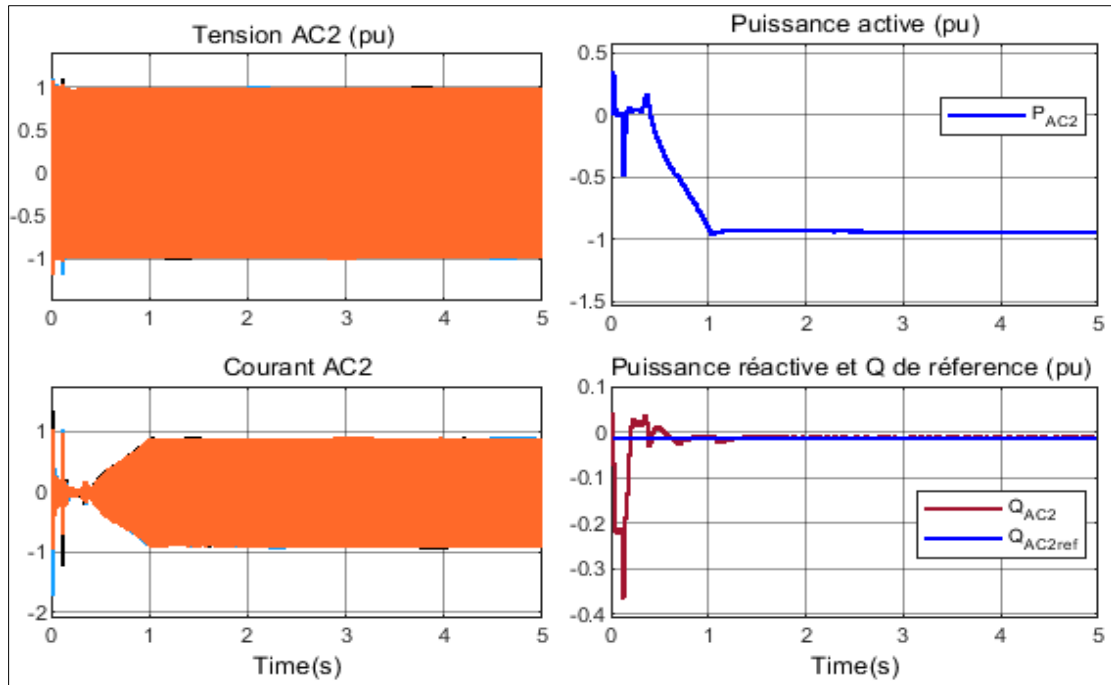 Tension AC2 (pu)
1
0.5
0
-0.5
-1
0 1 2 3 4 5
Puissance active (pu)
0.5
0
-0.5
-1
-1.5
P_AC2
0 1 2 3 4 5
Courant AC2
1
0
-1
-2
0 1 2 3 4 5
Time(s)
Puissance réactive et Q de réference (pu)
0.1
0
-0.1
-0.2
-0.3
-0.4
Q_AC2
Q_AC2ref
0 1 2 3 4 5
Time(s)